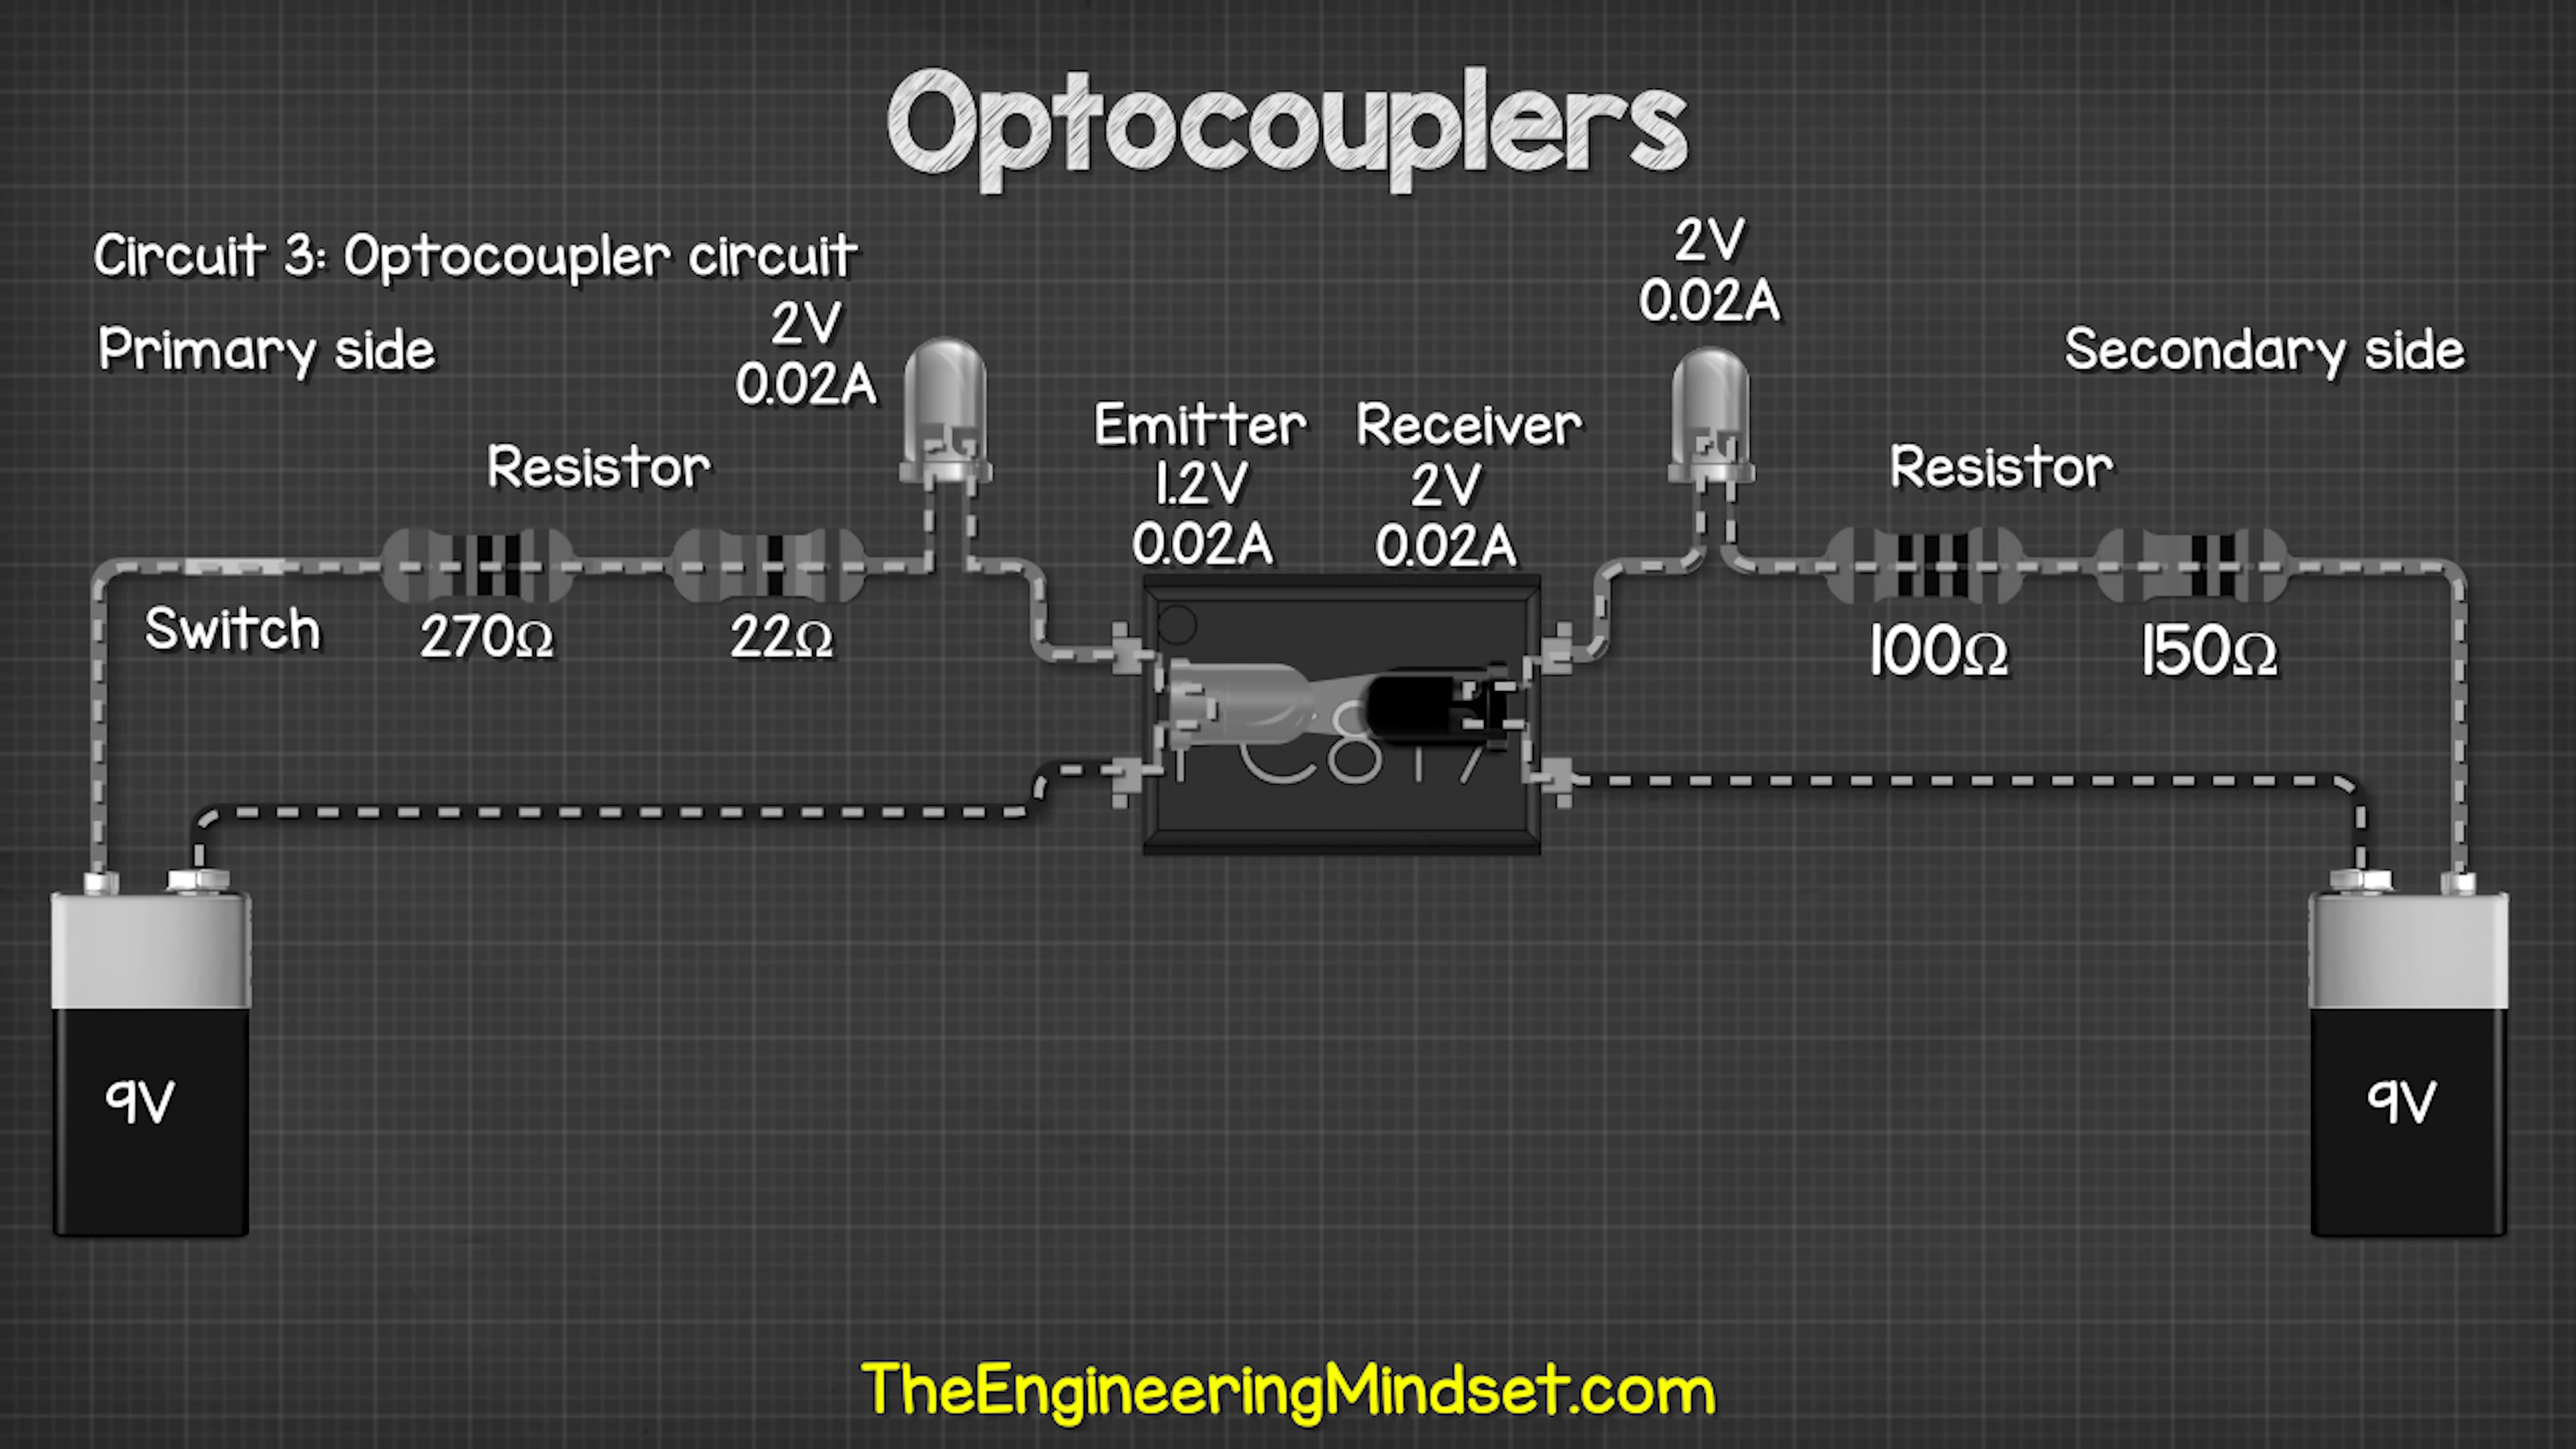 Optocouplers
Circuit 3: Optocoupler circuit
Primary side
Secondary side
2V
0.02A
2V
0.02A
Emitter
1.2V
0.02A
Receiver
2V
0.02A
Resistor
Resistor
Switch
270Ω
22Ω
100Ω
150Ω
9V
9V
TheEngineeringMindset.com